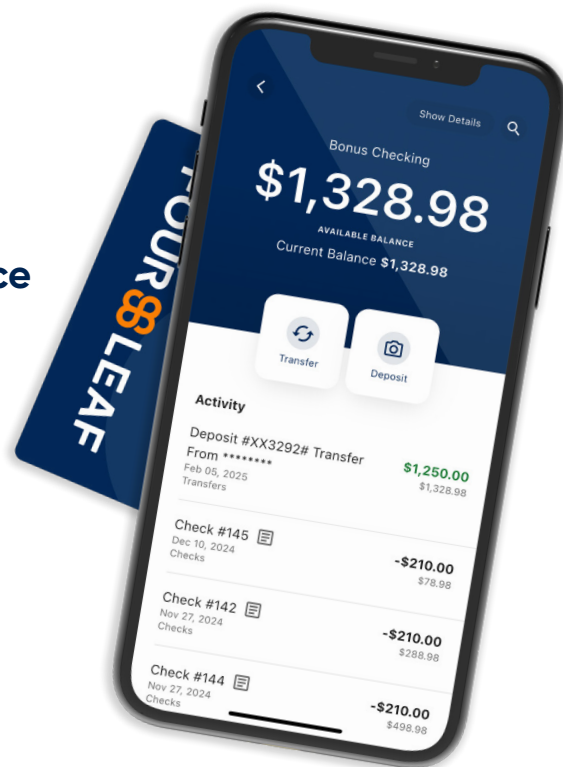 ce
FOUR LEAF
Show Details
Bonus Checking
$1,328.98
AVAILABLE BALANCE
Current Balance $1,328.98
Transfer
Deposit
Activity
Deposit #XX3292# Transfer
From ********
$1,250.00
Feb 05, 2025
$1,328.98
Transfers
Check #145
-$210.00
Dec 10, 2024
$78.98
Checks
Check #142
-$210.00
Nov 27, 2024
$288.98
Checks
Check #144
-$210.00
Nov 27, 2024
$498.98
Checks